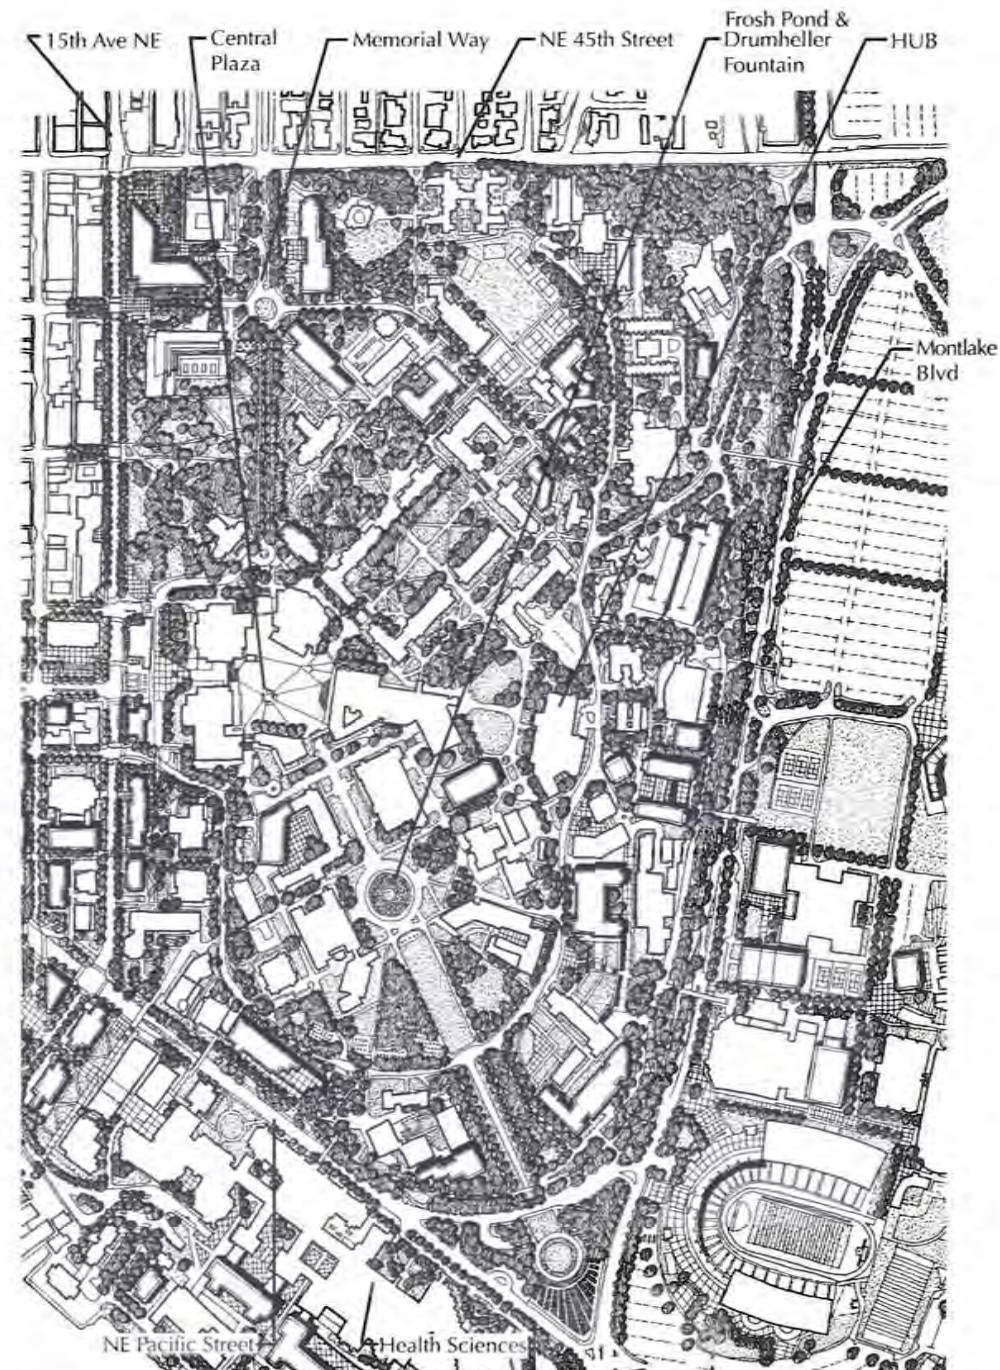 15th Ave NE
Central
Plaza
Memorial Way
NE 45th Street
Frosh Pond &
Drumheller
Fountain
HUB
Montlake
Blvd
NE Pacific Street
Health Sciences